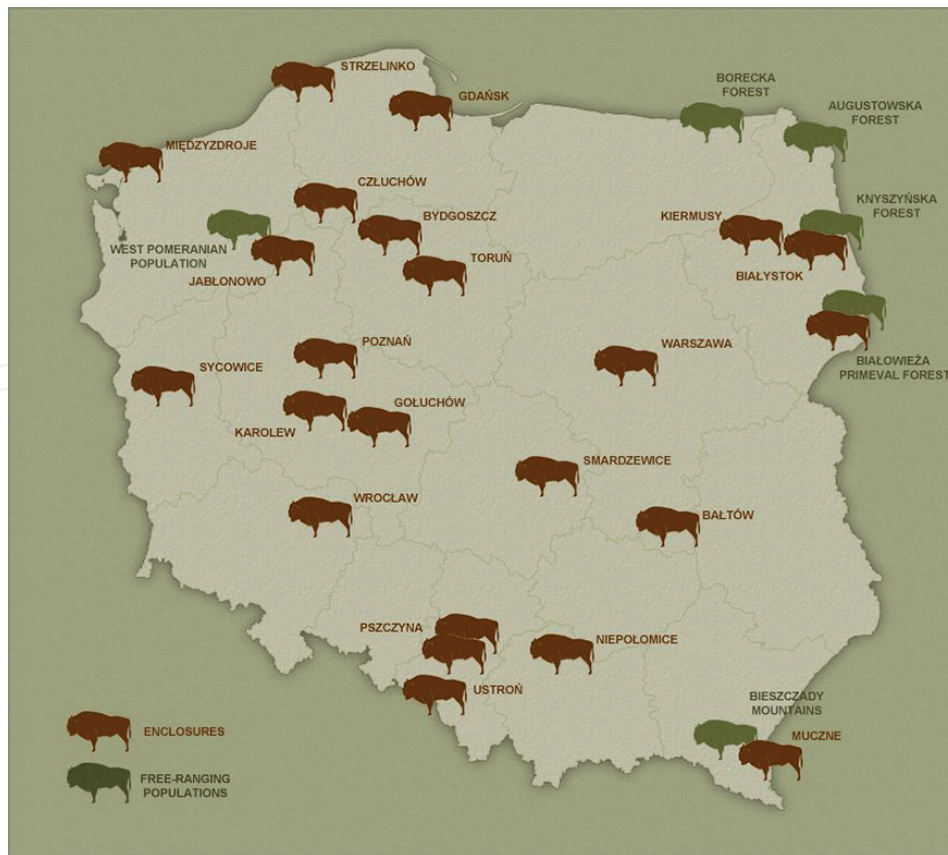 STRZELINKO
GDAŃSK
BORECKA
FOREST
AUGUSTOWSKA
FOREST
MIĘDZYZDROJE
CZŁUCHÓW
KNYSZYŃSKA
FOREST
BYDGOSZCZ
KIERMUSY
WEST POMERANIAN
POPULATION
TORUŃ
JABŁONOWO
BIAŁYSTOK
POZNAŃ
WARSZAWA
SYCOWICE
BIAŁOWIEŻA
PRIMEVAL FOREST
GOŁUCHÓW
KAROLEW
SMARDZEWICE
WROCŁAW
BAŁTÓW
PSZCZYNA
NIEPOŁOMICE
USTROŃ
BIESZCZADY
MOUNTAINS
MUCZNE
ENCLOSURES
FREE-RANGING
POPULATIONS